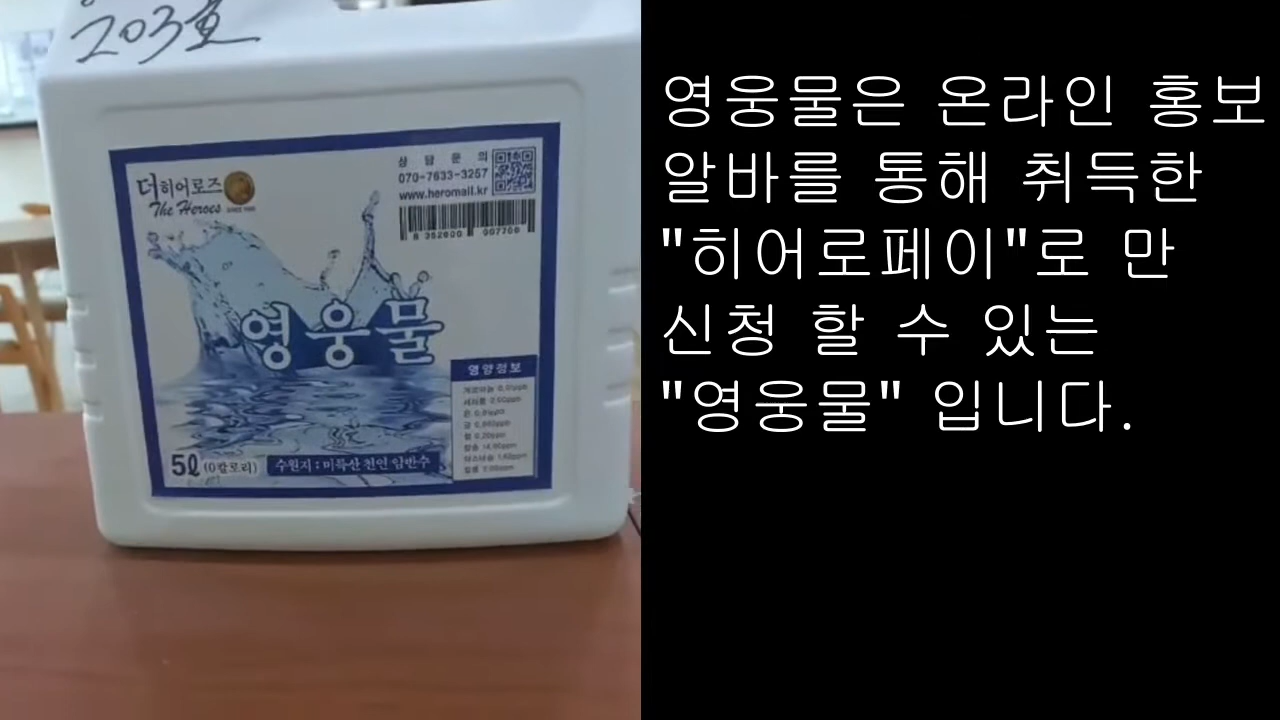 203호
더히어로즈
The Heroes
상담문의
070-7633-3257
www.heromall.kr
영웅물
영양정보
5ℓ (0칼로리)
수원지 : 미륵산 천연 암반수
영웅물은 온라인 홍보
알바를 통해 취득한
"히어로페이"로 만
신청 할 수 있는
"영웅물" 입니다.